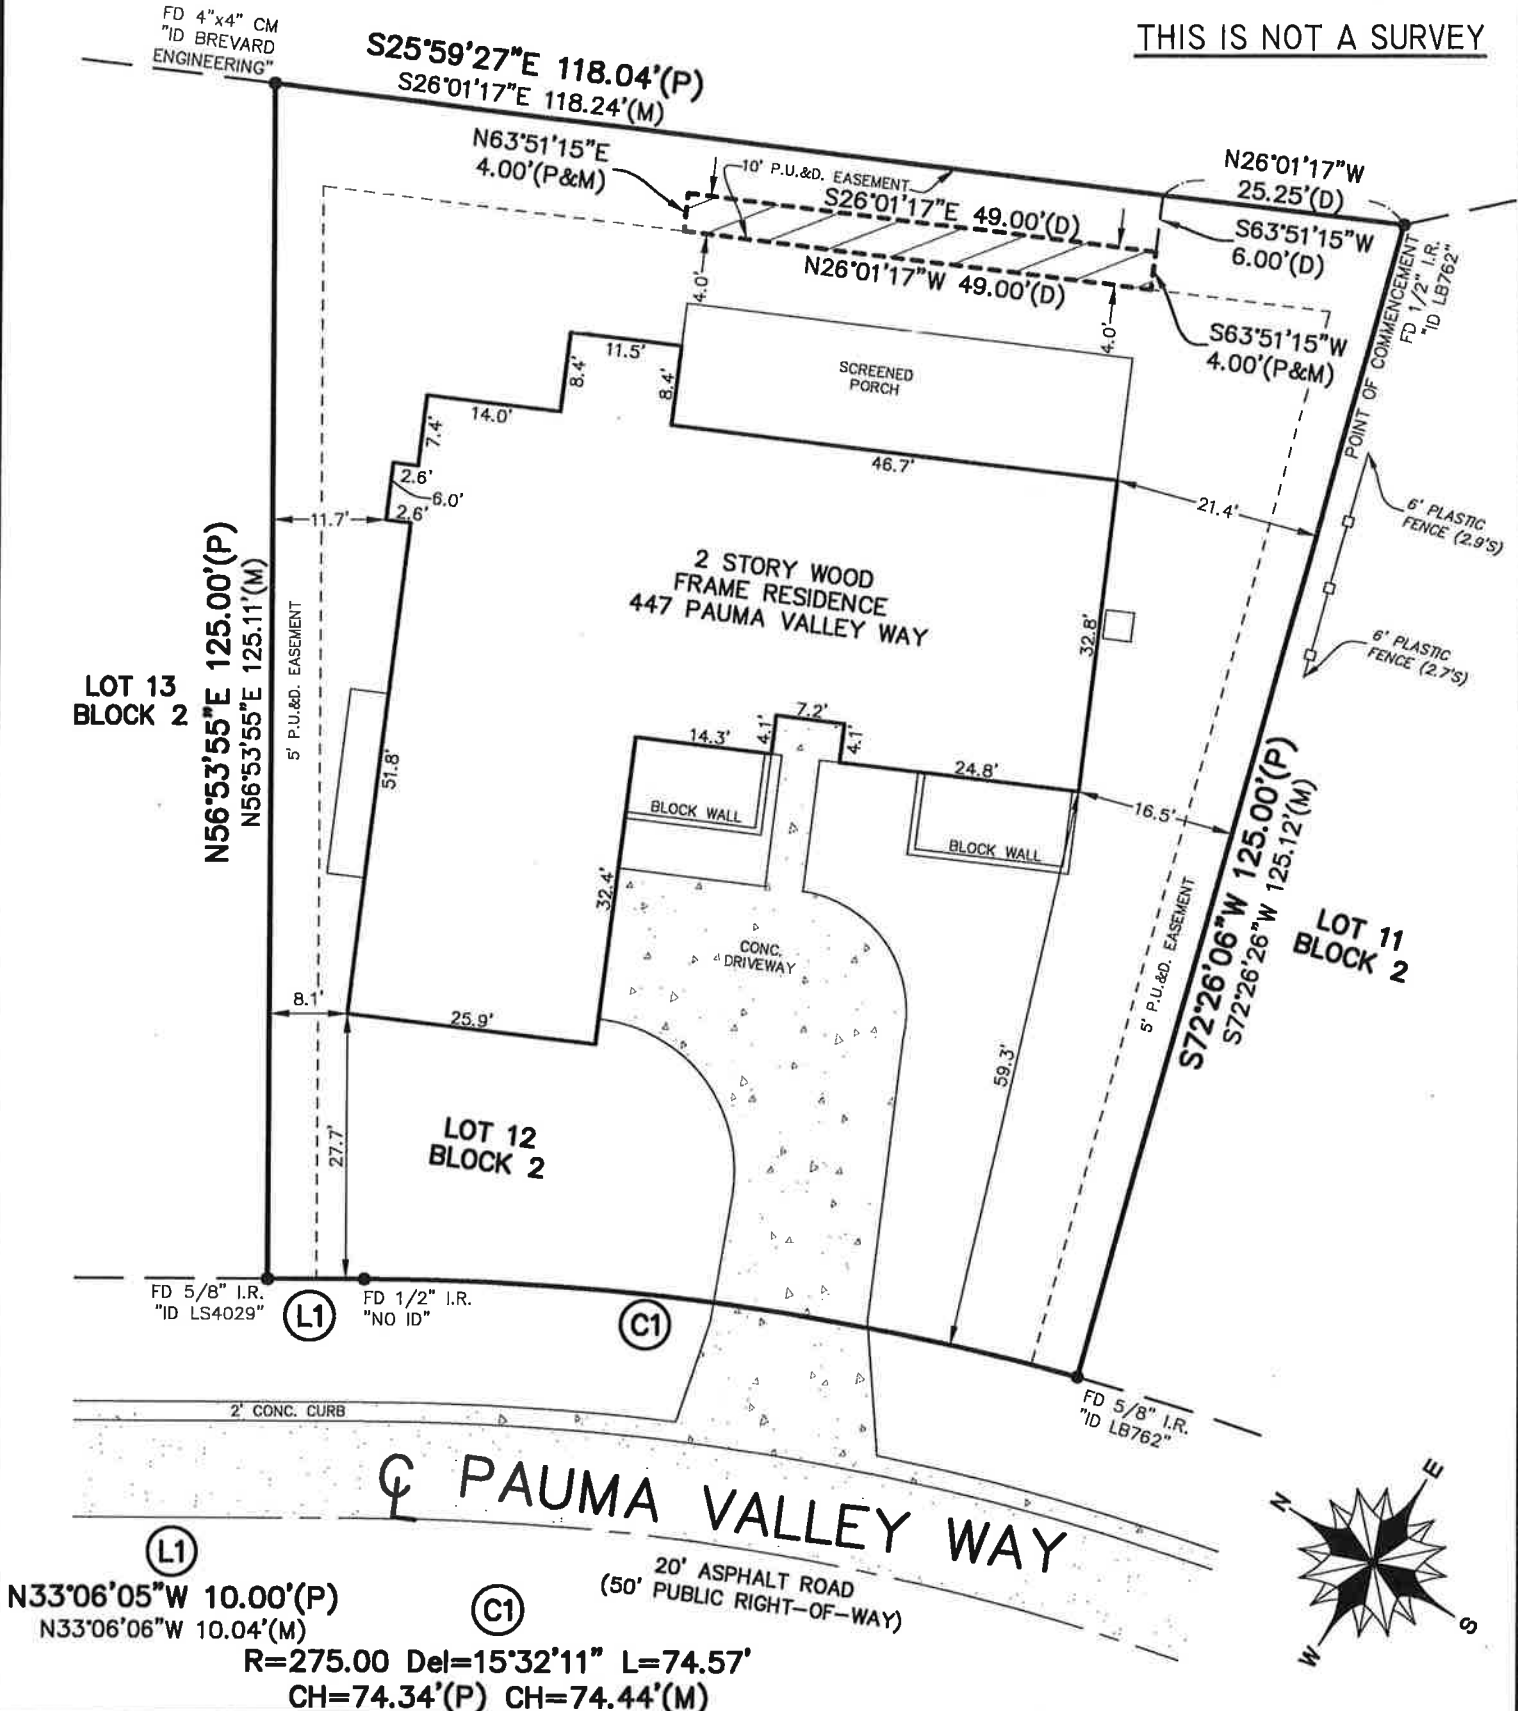 THIS IS NOT A SURVEY
FD 4"x4" CM
"ID BREVARD
ENGINEERING"
S25°59'27"E 118.04'(P)
S26°01'17"E 118.24'(M)
N63°51'15"E
4.00'(P&M)
10' P.U.&D. EASEMENT
S26°01'17"E 49.00'(D)
N26°01'17"W 49.00'(D)
N26°01'17"W
25.25'(D)
S63°51'15"W
6.00'(D)
S63°51'15"W
4.00'(P&M)
POINT OF COMMENCEMENT
FD 1/2" I.R.
"ID LB762"
4.0'
4.0'
SCREENED
PORCH
11.5'
8.4'
8.4'
14.0'
7.4'
2.6'
6.0'
2.6'
11.7'
46.7'
21.4'
6' PLASTIC
FENCE (2.9'S)
6' PLASTIC
FENCE (2.7'S)
2 STORY WOOD
FRAME RESIDENCE
447 PAUMA VALLEY WAY
32.8'
LOT 13
BLOCK 2
N56°53'55"E 125.00'(P)
N56°53'55"E 125.11'(M)
5' P.U.&D. EASEMENT
51.8'
14.3'
4.1'
7.2'
4.1'
24.8'
BLOCK WALL
BLOCK WALL
16.5'
32.4'
CONC.
DRIVEWAY
5' P.U.&D. EASEMENT
S72°26'06"W 125.00'(P)
S72°26'26"W 125.12'(M)
LOT 11
BLOCK 2
8.1'
25.9'
27.7'
59.3'
LOT 12
BLOCK 2
FD 5/8" I.R.
"ID LS4029"
L1
FD 1/2" I.R.
"NO ID"
C1
FD 5/8" I.R.
"ID LB762"
2' CONC. CURB
CL PAUMA VALLEY WAY
20' ASPHALT ROAD
(50' PUBLIC RIGHT-OF-WAY)
N
E
S
W
L1
N33°06'05"W 10.00'(P)
N33°06'06"W 10.04'(M)
C1
R=275.00 Del=15°32'11" L=74.57'
CH=74.34'(P) CH=74.44'(M)